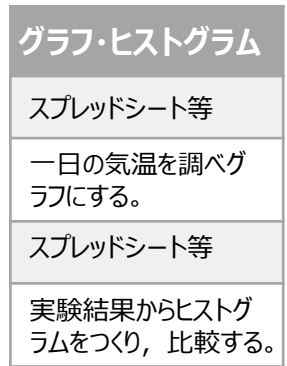 グラフ・ヒストグラム
スプレッドシート等
一日の気温を調べグ
ラフにする。
スプレッドシート等
実験結果からヒストグ
ラムをつくり，比較する。